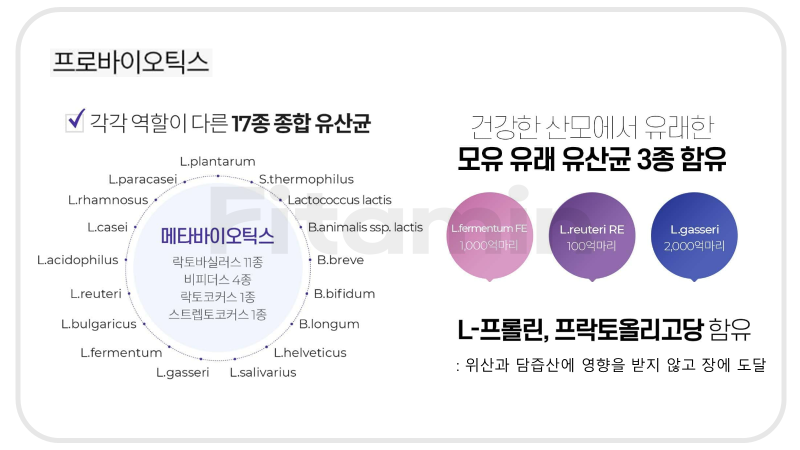 프로바이오틱스
각각 역할이 다른 17종 종합 유산균
L.plantarum
L.paracasei
S.thermophilus
L.rhamnosus
Lactococcus lactis
L.casei
B.animalis ssp. lactis
L.acidophilus
B.breve
L.reuteri
B.bifidum
L.bulgaricus
B.longum
L.fermentum
L.helveticus
L.gasseri
L.salivarius
메타바이오틱스
락토바실러스 11종
비피더스 4종
락토코커스 1종
스트렙토코커스 1종
건강한 산모에서 유래한
모유 유래 유산균 3종 함유
L.fermentum FE
1,000억마리
L.reuteri RE
100억마리
L.gasseri
2,000억마리
L-프롤린, 프락토올리고당 함유
: 위산과 담즙산에 영향을 받지 않고 장에 도달
Fitamin